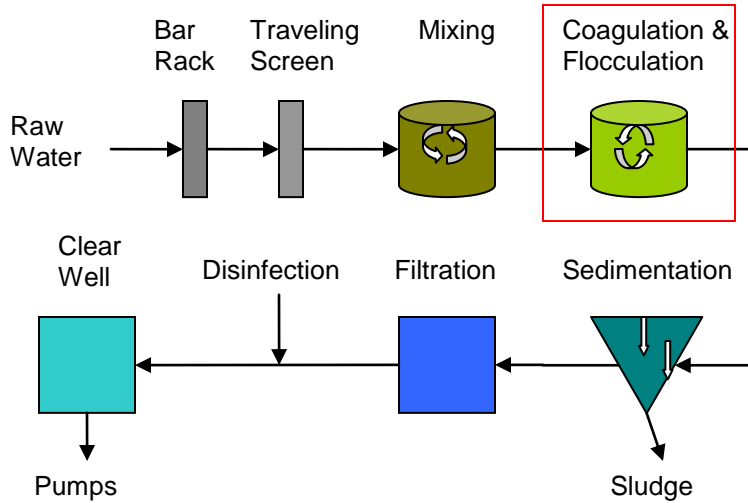 Bar
Rack
Traveling
Screen
Mixing
Coagulation &
Flocculation
Raw
Water
Clear
Well
Disinfection
Filtration
Sedimentation
Pumps
Sludge